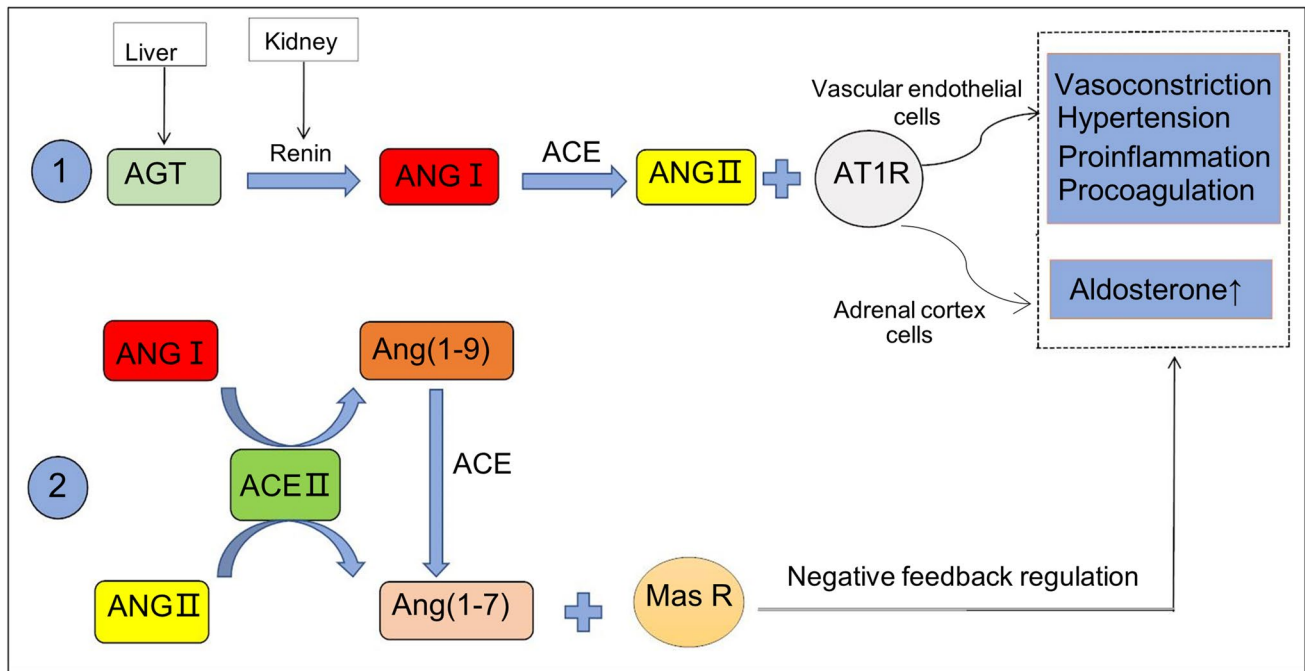 Liver
Kidney
1
AGT
Renin
ANG Ⅰ
ACE
ANGⅡ
AT1R
Vascular endothelial
cells
Adrenal cortex
cells
Vasoconstriction
Hypertension
Proinflammation
Procoagulation
Aldosterone↑
2
ANG Ⅰ
Ang(1-9)
ACEⅡ
ACE
ANGⅡ
Ang(1-7)
Mas R
Negative feedback regulation